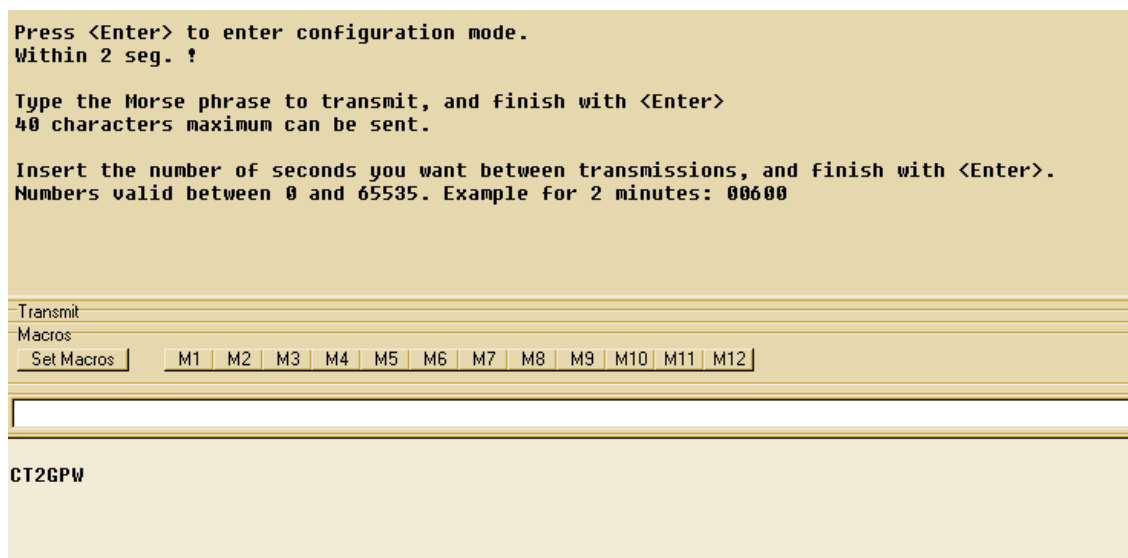 Press <Enter> to enter configuration mode.
Within 2 seg. !
Type the Morse phrase to transmit, and finish with <Enter>
40 characters maximum can be sent.
Insert the number of seconds you want between transmissions, and finish with <Enter>.
Numbers valid between 0 and 65535. Example for 2 minutes: 00600
Transmit
Macros
Set Macros M1 M2 M3 M4 M5 M6 M7 M8 M9 M10 M11 M12
CT2GPW